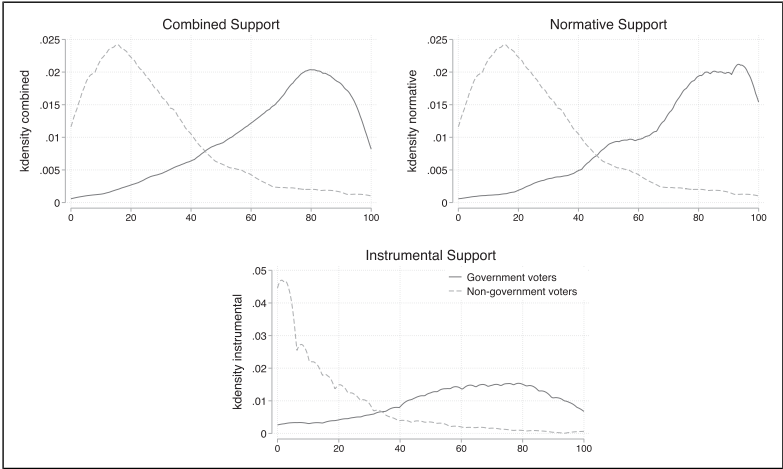 Combined Support
kdensity combined
.025
.02
.015
.01
.005
0
0 20 40 60 80 100
Normative Support
kdensity normative
.025
.02
.015
.01
.005
0
0 20 40 60 80 100
Instrumental Support
kdensity instrumental
.05
.04
.03
.02
.01
0
0 20 40 60 80 100
Government voters
Non-government voters